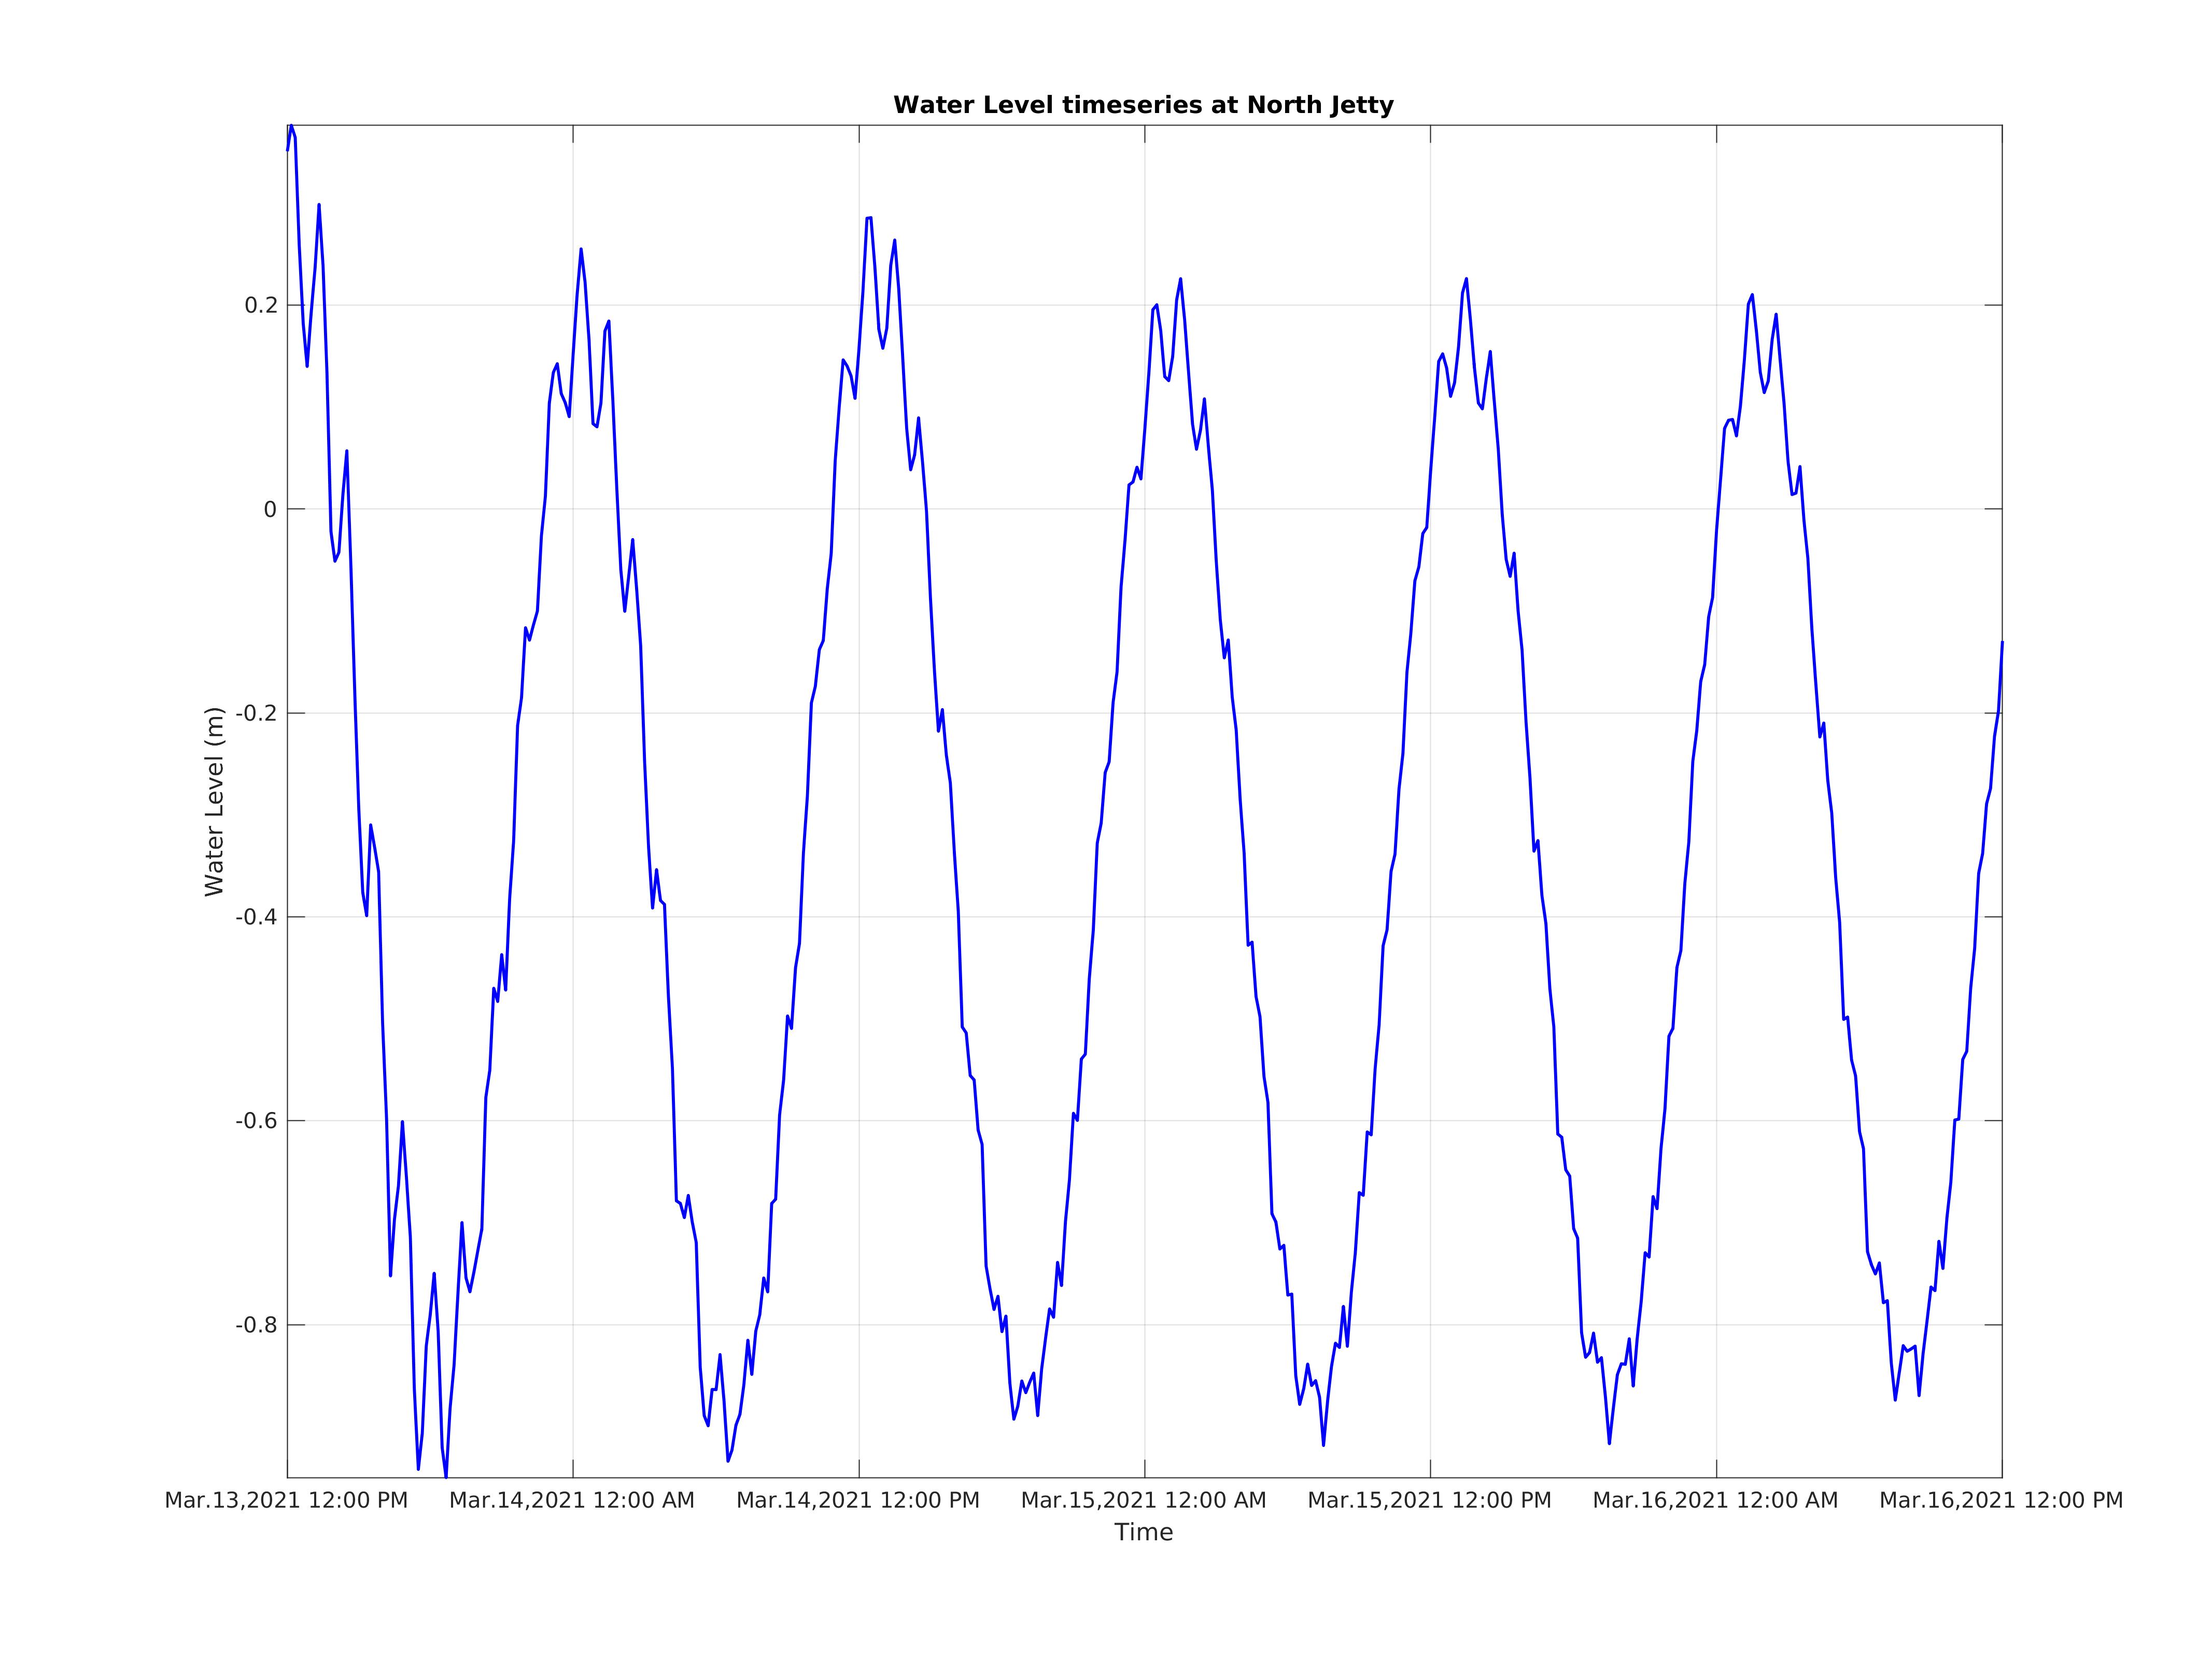 Water Level timeseries at North Jetty
0.2
0
-0.2
-0.4
-0.6
-0.8
Water Level (m)
Mar.13,2021 12:00 PM
Mar.14,2021 12:00 AM
Mar.14,2021 12:00 PM
Mar.15,2021 12:00 AM
Mar.15,2021 12:00 PM
Mar.16,2021 12:00 AM
Mar.16,2021 12:00 PM
Time